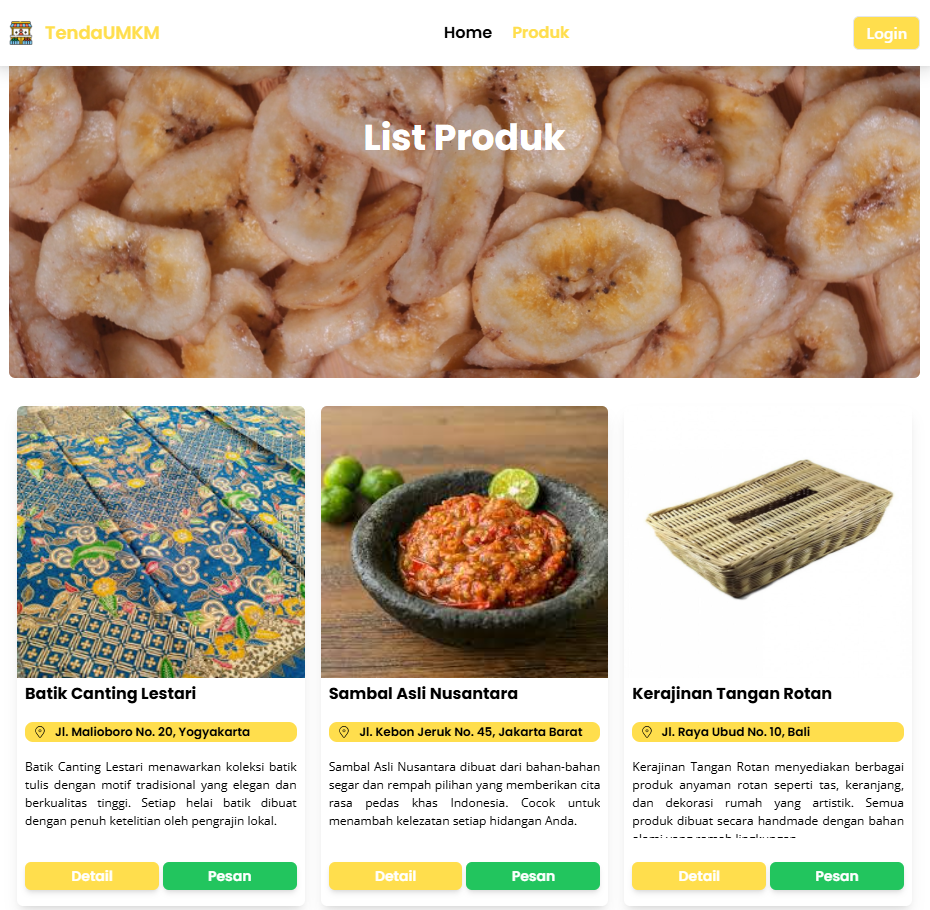 TendaUMKM
Home Produk
Login
List Produk
Batik Canting Lestari
Jl. Malioboro No. 20, Yogyakarta
Batik Canting Lestari menawarkan koleksi batik
tulis dengan motif tradisional yang elegan dan
berkualitas tinggi. Setiap helai batik dibuat
dengan penuh ketelitian oleh pengrajin lokal.
Detail Pesan
Sambal Asli Nusantara
Jl. Kebon Jeruk No. 45, Jakarta Barat
Sambal Asli Nusantara dibuat dari bahan-bahan
segar dan rempah pilihan yang memberikan cita
rasa pedas khas Indonesia. Cocok untuk
menambah kelezatan setiap hidangan Anda.
Detail Pesan
Kerajinan Tangan Rotan
Jl. Raya Ubud No. 10, Bali
Kerajinan Tangan Rotan menyediakan berbagai
produk anyaman rotan seperti tas, keranjang,
dan dekorasi rumah yang artistik. Semua
produk dibuat secara handmade dengan bahan
alami yang ramah lingkungan.
Detail Pesan